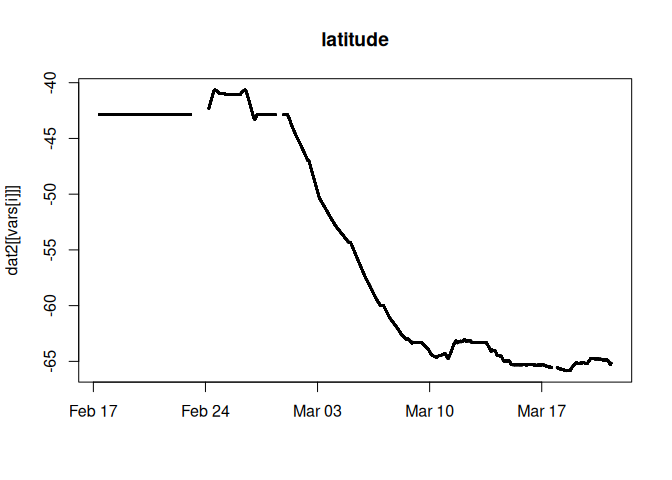 latitude
dat2[[vars[i]]]
-40
-45
-50
-55
-60
-65
Feb 17
Feb 24
Mar 03
Mar 10
Mar 17